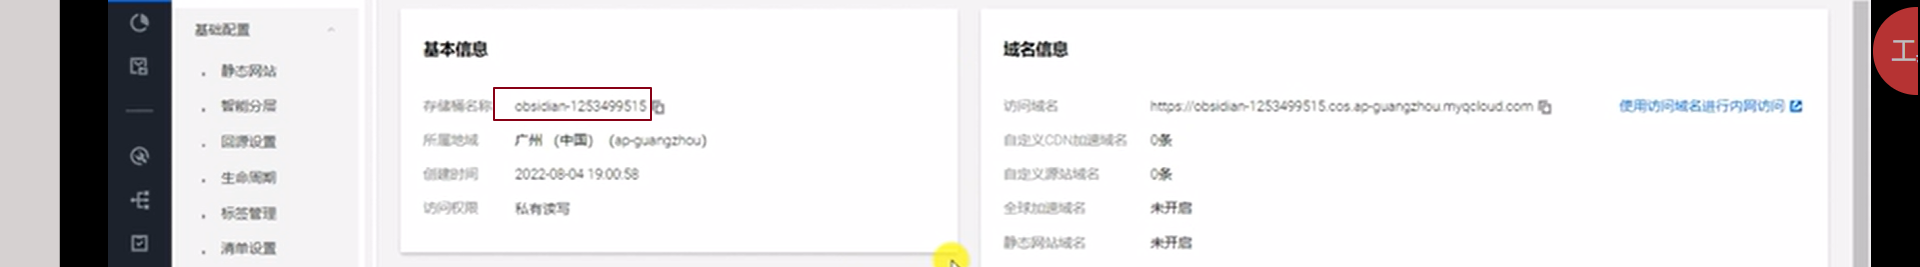 基础配置
静态网站
智能分层
回源设置
生命周期
标签管理
清单设置
基本信息
存储桶名称 obsidian-1253499515
所属地域 广州 (中国) (ap-guangzhou)
创建时间 2022-08-04 19:00:58
访问权限 私有读写
域名信息
访问域名 https://obsidian-1253499515.cos.ap-guangzhou.myqcloud.com 使用访问域名进行内网访问
自定义CDN加速域名 0条
自定义源站域名 0条
全球加速域名 未开启
静态网站域名 未开启
工